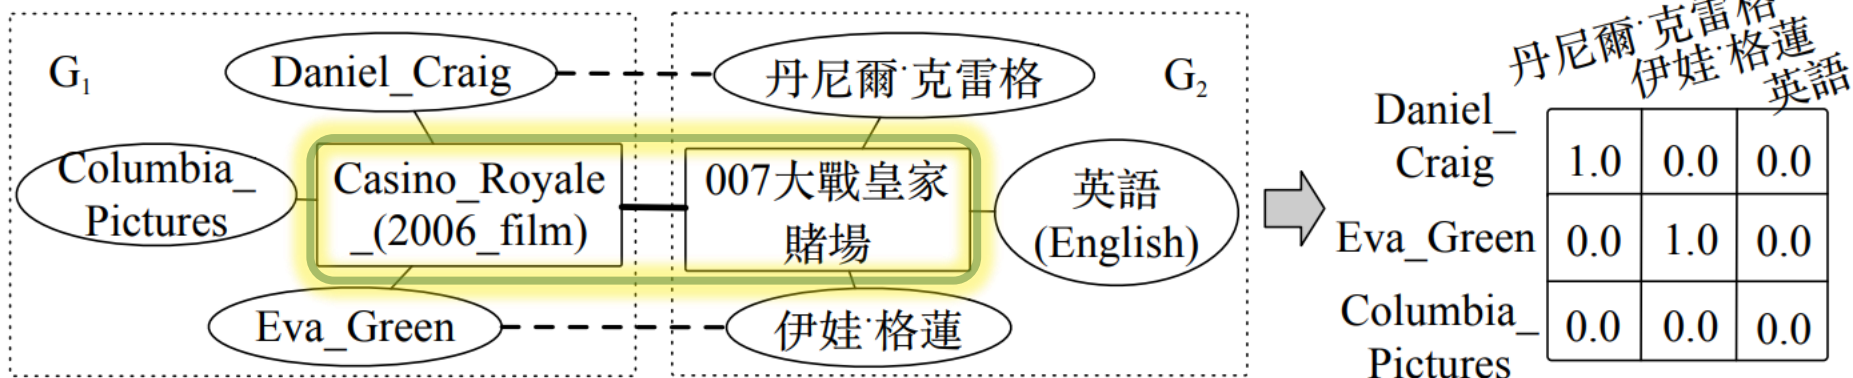 G1
Daniel_Craig
Columbia_
Pictures
Casino_Royale
_(2006_film)
Eva_Green
丹尼爾·克雷格
G2
007大戰皇家
賭場
英語
(English)
伊娃·格蓮
丹尼爾·克雷格
伊娃·格蓮
英語
Daniel_
Craig
1.0 0.0 0.0
Eva_Green
0.0 1.0 0.0
Columbia_
Pictures
0.0 0.0 0.0